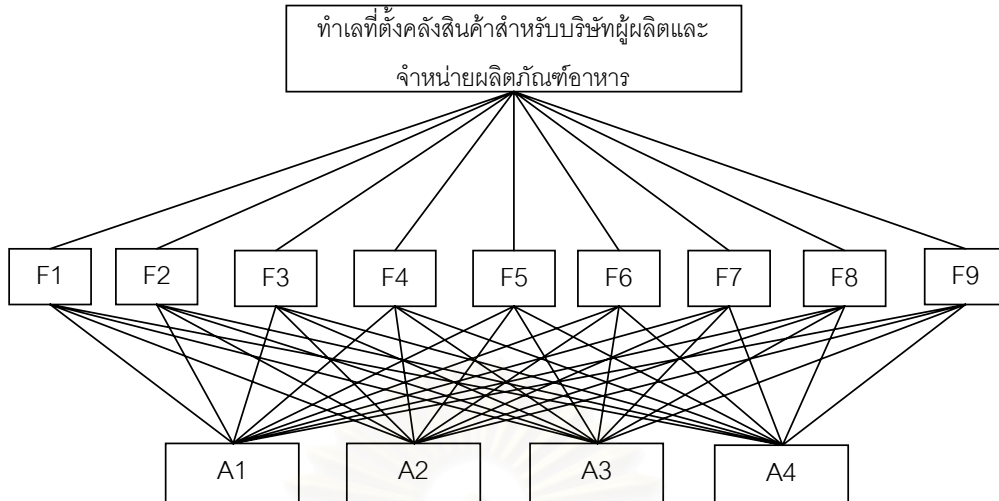 ทำเลที่ตั้งคลังสินค้าสำหรับบริษัทผู้ผลิตและ
จำหน่ายผลิตภัณฑ์อาหาร
F1 F2 F3 F4 F5 F6 F7 F8 F9
A1 A2 A3 A4